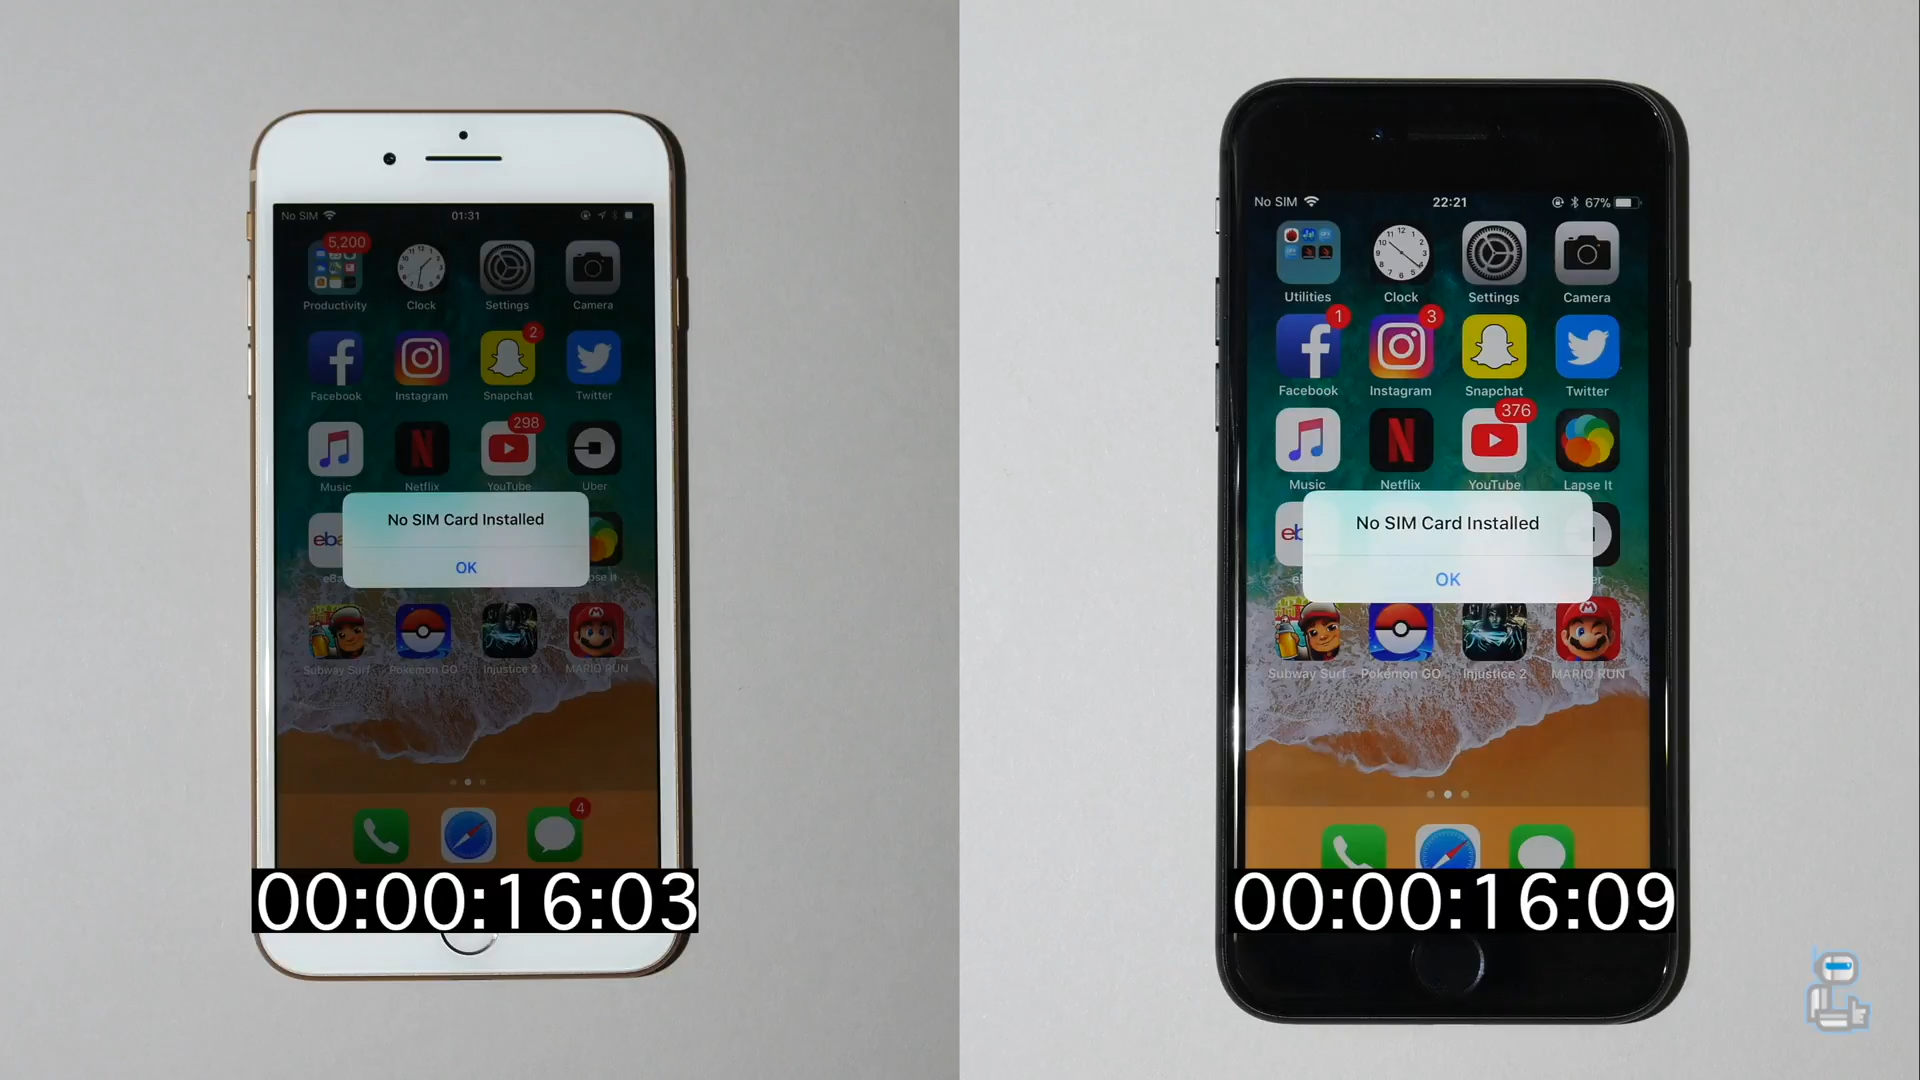 No SIM 01:31
5,200
Productivity Clock Settings Camera
2
Facebook Instagram Snapchat Twitter
298
Music Netflix YouTube Uber
No SIM Card Installed
OK
Subway Surf Pokémon GO Injustice 2 MARIO RUN
4
00:00:16:03
No SIM 22:21 67%
Utilities Clock Settings Camera
1 3
Facebook Instagram Snapchat Twitter
376
Music Netflix YouTube Lapse It
No SIM Card Installed
OK
Subway Surf Pokémon GO Injustice 2 MARIO RUN
00:00:16:09